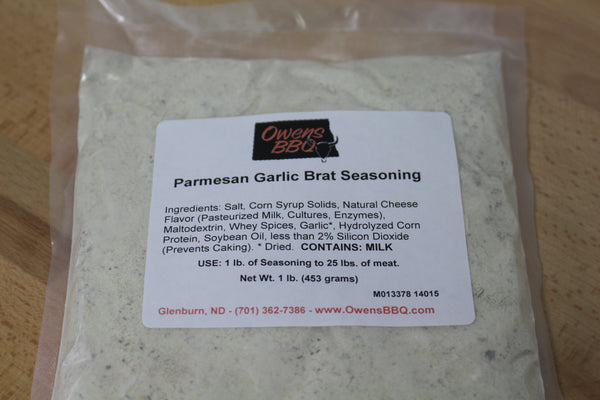 Owens
BBQ
Parmesan Garlic Brat Seasoning
Ingredients: Salt, Corn Syrup Solids, Natural Cheese
Flavor (Pasteurized Milk, Cultures, Enzymes),
Maltodextrin, Whey Spices, Garlic*, Hydrolyzed Corn
Protein, Soybean Oil, less than 2% Silicon Dioxide
(Prevents Caking). * Dried. CONTAINS: MILK
USE: 1 lb. of Seasoning to 25 lbs. of meat.
Net Wt. 1 lb. (453 grams)
M013378 14015
Glenburn, ND - (701) 362-7386 - www.OwensBBQ.com